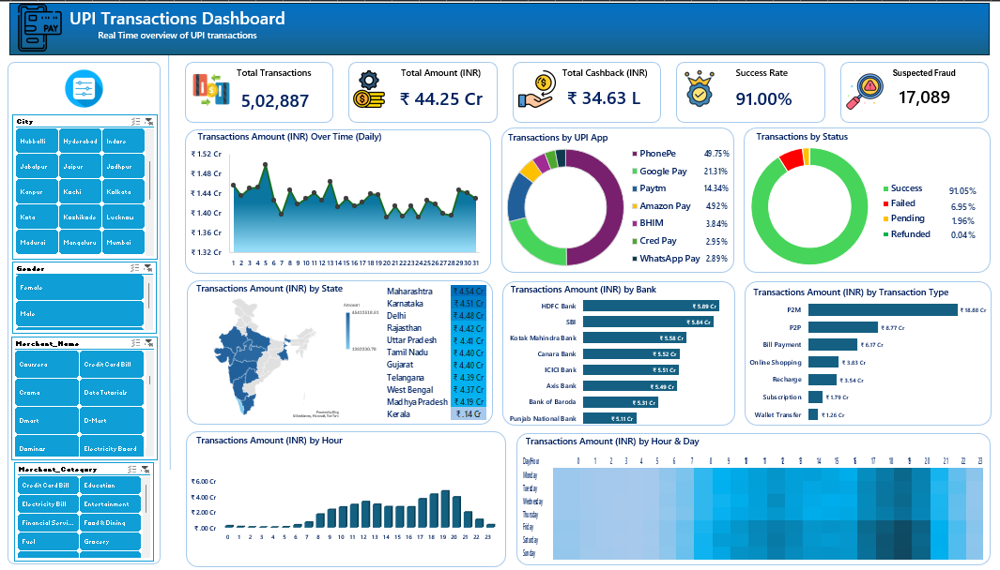 PAY
UPI Transactions Dashboard
Real Time overview of UPI transactions
Total Transactions
5,02,887
Total Amount (INR)
₹ 44.25 Cr
Total Cashback (INR)
₹ 34.63 L
Success Rate
91.00%
Suspected Fraud
17,089
City
Hubballi Hyderabad Indore
Jabalpur Jaipur Jodhpur
Kanpur Kochi Kolkata
Kota Kozhikode Lucknow
Madurai Mangaluru Mumbai
Gender
Female
Male
Merchant_Name
Coursera Credit Card Bill
Croma Data Tutorials
Dmart D-Mart
Dominos Electricity Board
Merchant_Category
Credit Card Bill Education
Electricity Bill Entertainment
Financial Servi... Food & Dining
Fuel Grocery
Transactions Amount (INR) Over Time (Daily)
₹ 1.52 Cr
₹ 1.48 Cr
₹ 1.44 Cr
₹ 1.40 Cr
₹ 1.36 Cr
₹ 1.32 Cr
1 2 3 4 5 6 7 8 9 10 11 12 13 14 15 16 17 18 19 20 21 22 23 24 25 26 27 28 29 30 31
Transactions by UPI App
PhonePe 49.75%
Google Pay 21.31%
Paytm 14.34%
Amazon Pay 4.92%
BHIM 3.84%
Cred Pay 2.95%
WhatsApp Pay 2.89%
Transactions by Status
Success 91.05%
Failed 6.95%
Pending 1.96%
Refunded 0.04%
Transactions Amount (INR) by State
Amount
Powered by Bing
Maharashtra ₹ 4.54 Cr
Karnataka ₹ 4.51 Cr
Delhi ₹ 4.48 Cr
Rajasthan ₹ 4.42 Cr
Uttar Pradesh ₹ 4.41 Cr
Tamil Nadu ₹ 4.40 Cr
Gujarat ₹ 4.40 Cr
Telangana ₹ 4.39 Cr
West Bengal ₹ 4.37 Cr
Madhya Pradesh ₹ 4.19 Cr
Kerala ₹ .14 Cr
Transactions Amount (INR) by Bank
HDFC Bank ₹ 5.89 Cr
SBI ₹ 5.84 Cr
Kotak Mahindra Bank ₹ 5.58 Cr
Canara Bank ₹ 5.52 Cr
ICICI Bank ₹ 5.51 Cr
Axis Bank ₹ 5.49 Cr
Bank of Baroda ₹ 5.31 Cr
Punjab National Bank ₹ 5.11 Cr
Transactions Amount (INR) by Transaction Type
P2M ₹ 18.88 Cr
P2P ₹ 8.77 Cr
Bill Payment ₹ 6.17 Cr
Online Shopping ₹ 3.83 Cr
Recharge ₹ 3.54 Cr
Subscription ₹ 1.79 Cr
Wallet Transfer ₹ 1.26 Cr
Transactions Amount (INR) by Hour
₹ 6.00 Cr
₹ 4.00 Cr
₹ 2.00 Cr
₹ .00 Cr
0 1 2 3 4 5 6 7 8 9 10 11 12 13 14 15 16 17 18 19 20 21 22 23
Transactions Amount (INR) by Hour & Day
Day/Hour 0 1 2 3 4 5 6 7 8 9 10 11 12 13 14 15 16 17 18 19 20 21 22 23
Monday
Tuesday
Wednesday
Thursday
Friday
Saturday
Sunday